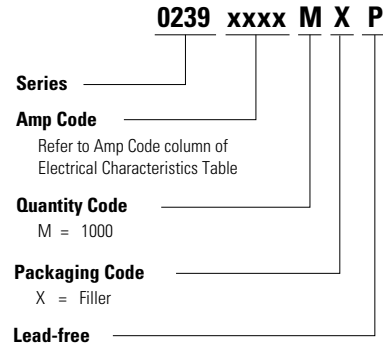 0239 xxxx M X P
Series
Amp Code
Refer to Amp Code column of
Electrical Characteristics Table
Quantity Code
M = 1000
Packaging Code
X = Filler
Lead-free